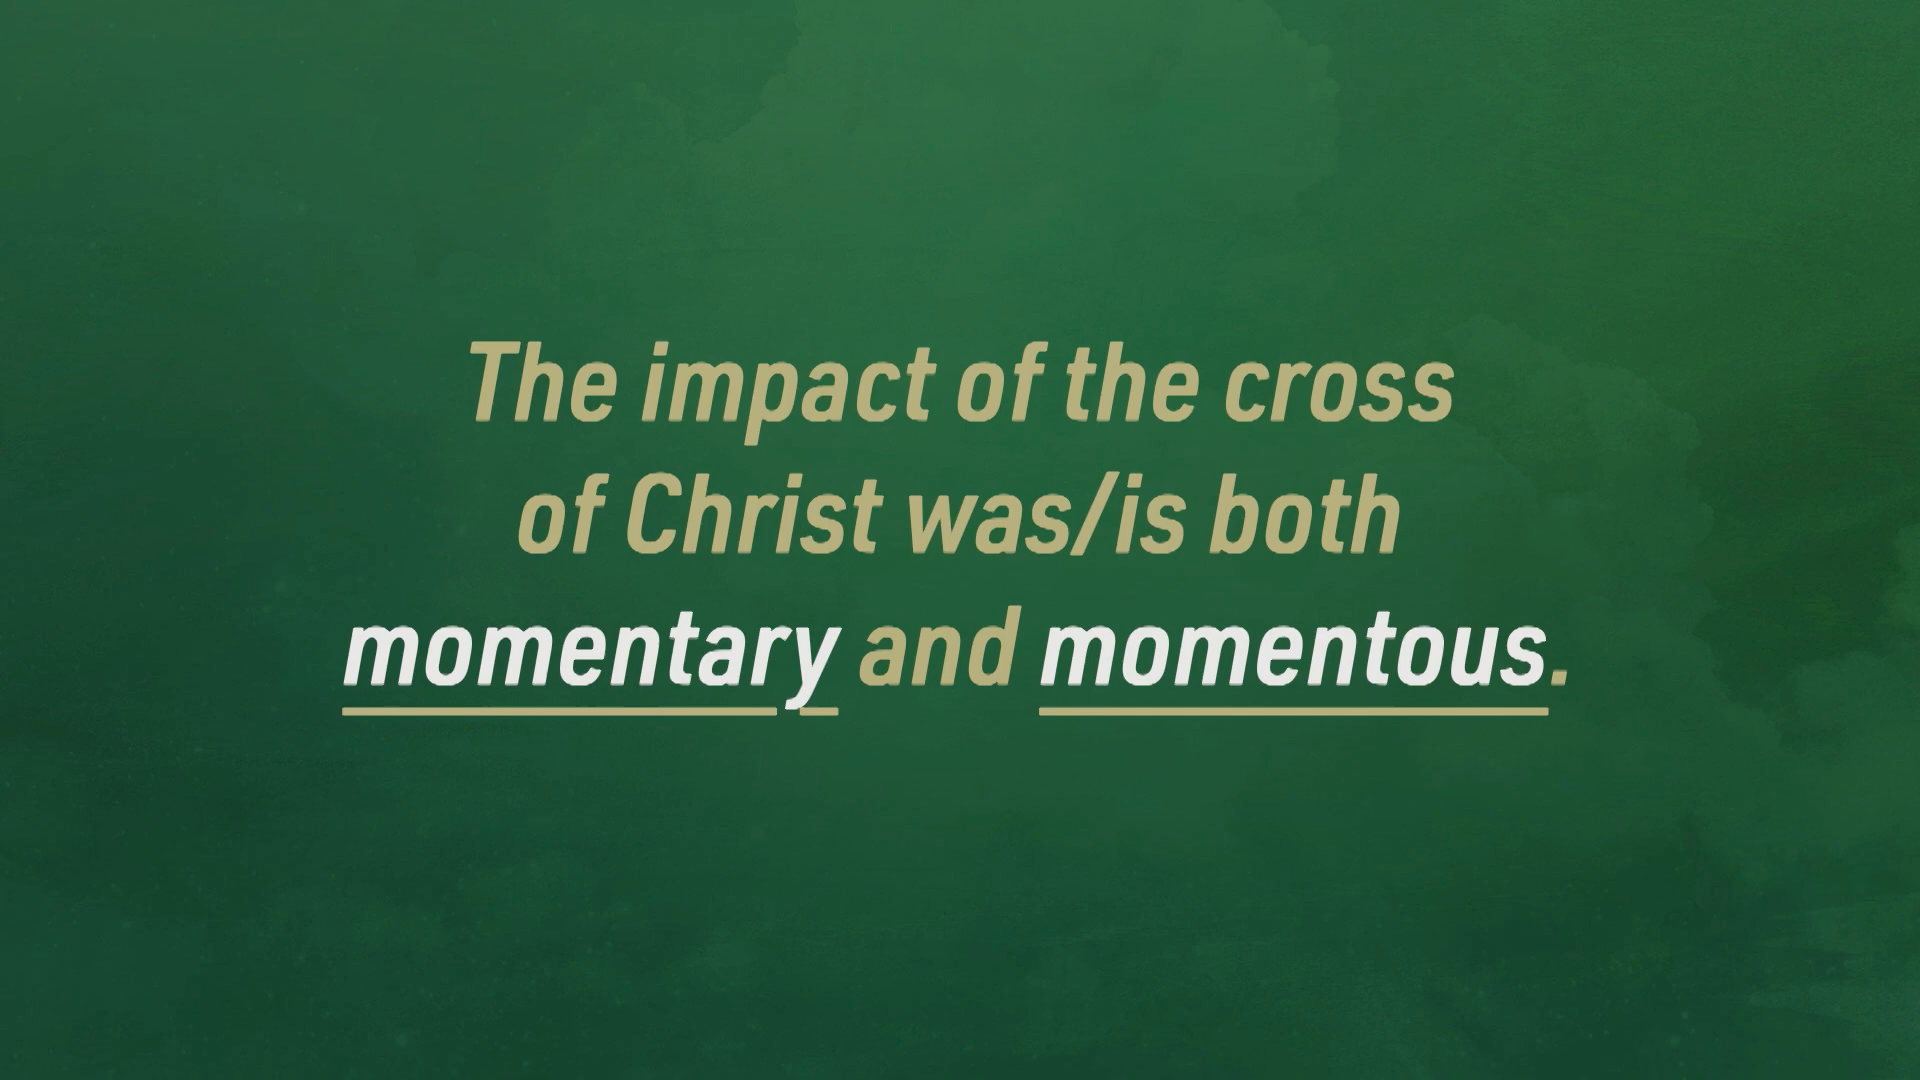 The impact of the cross
of Christ was/is both
momentary and momentous.